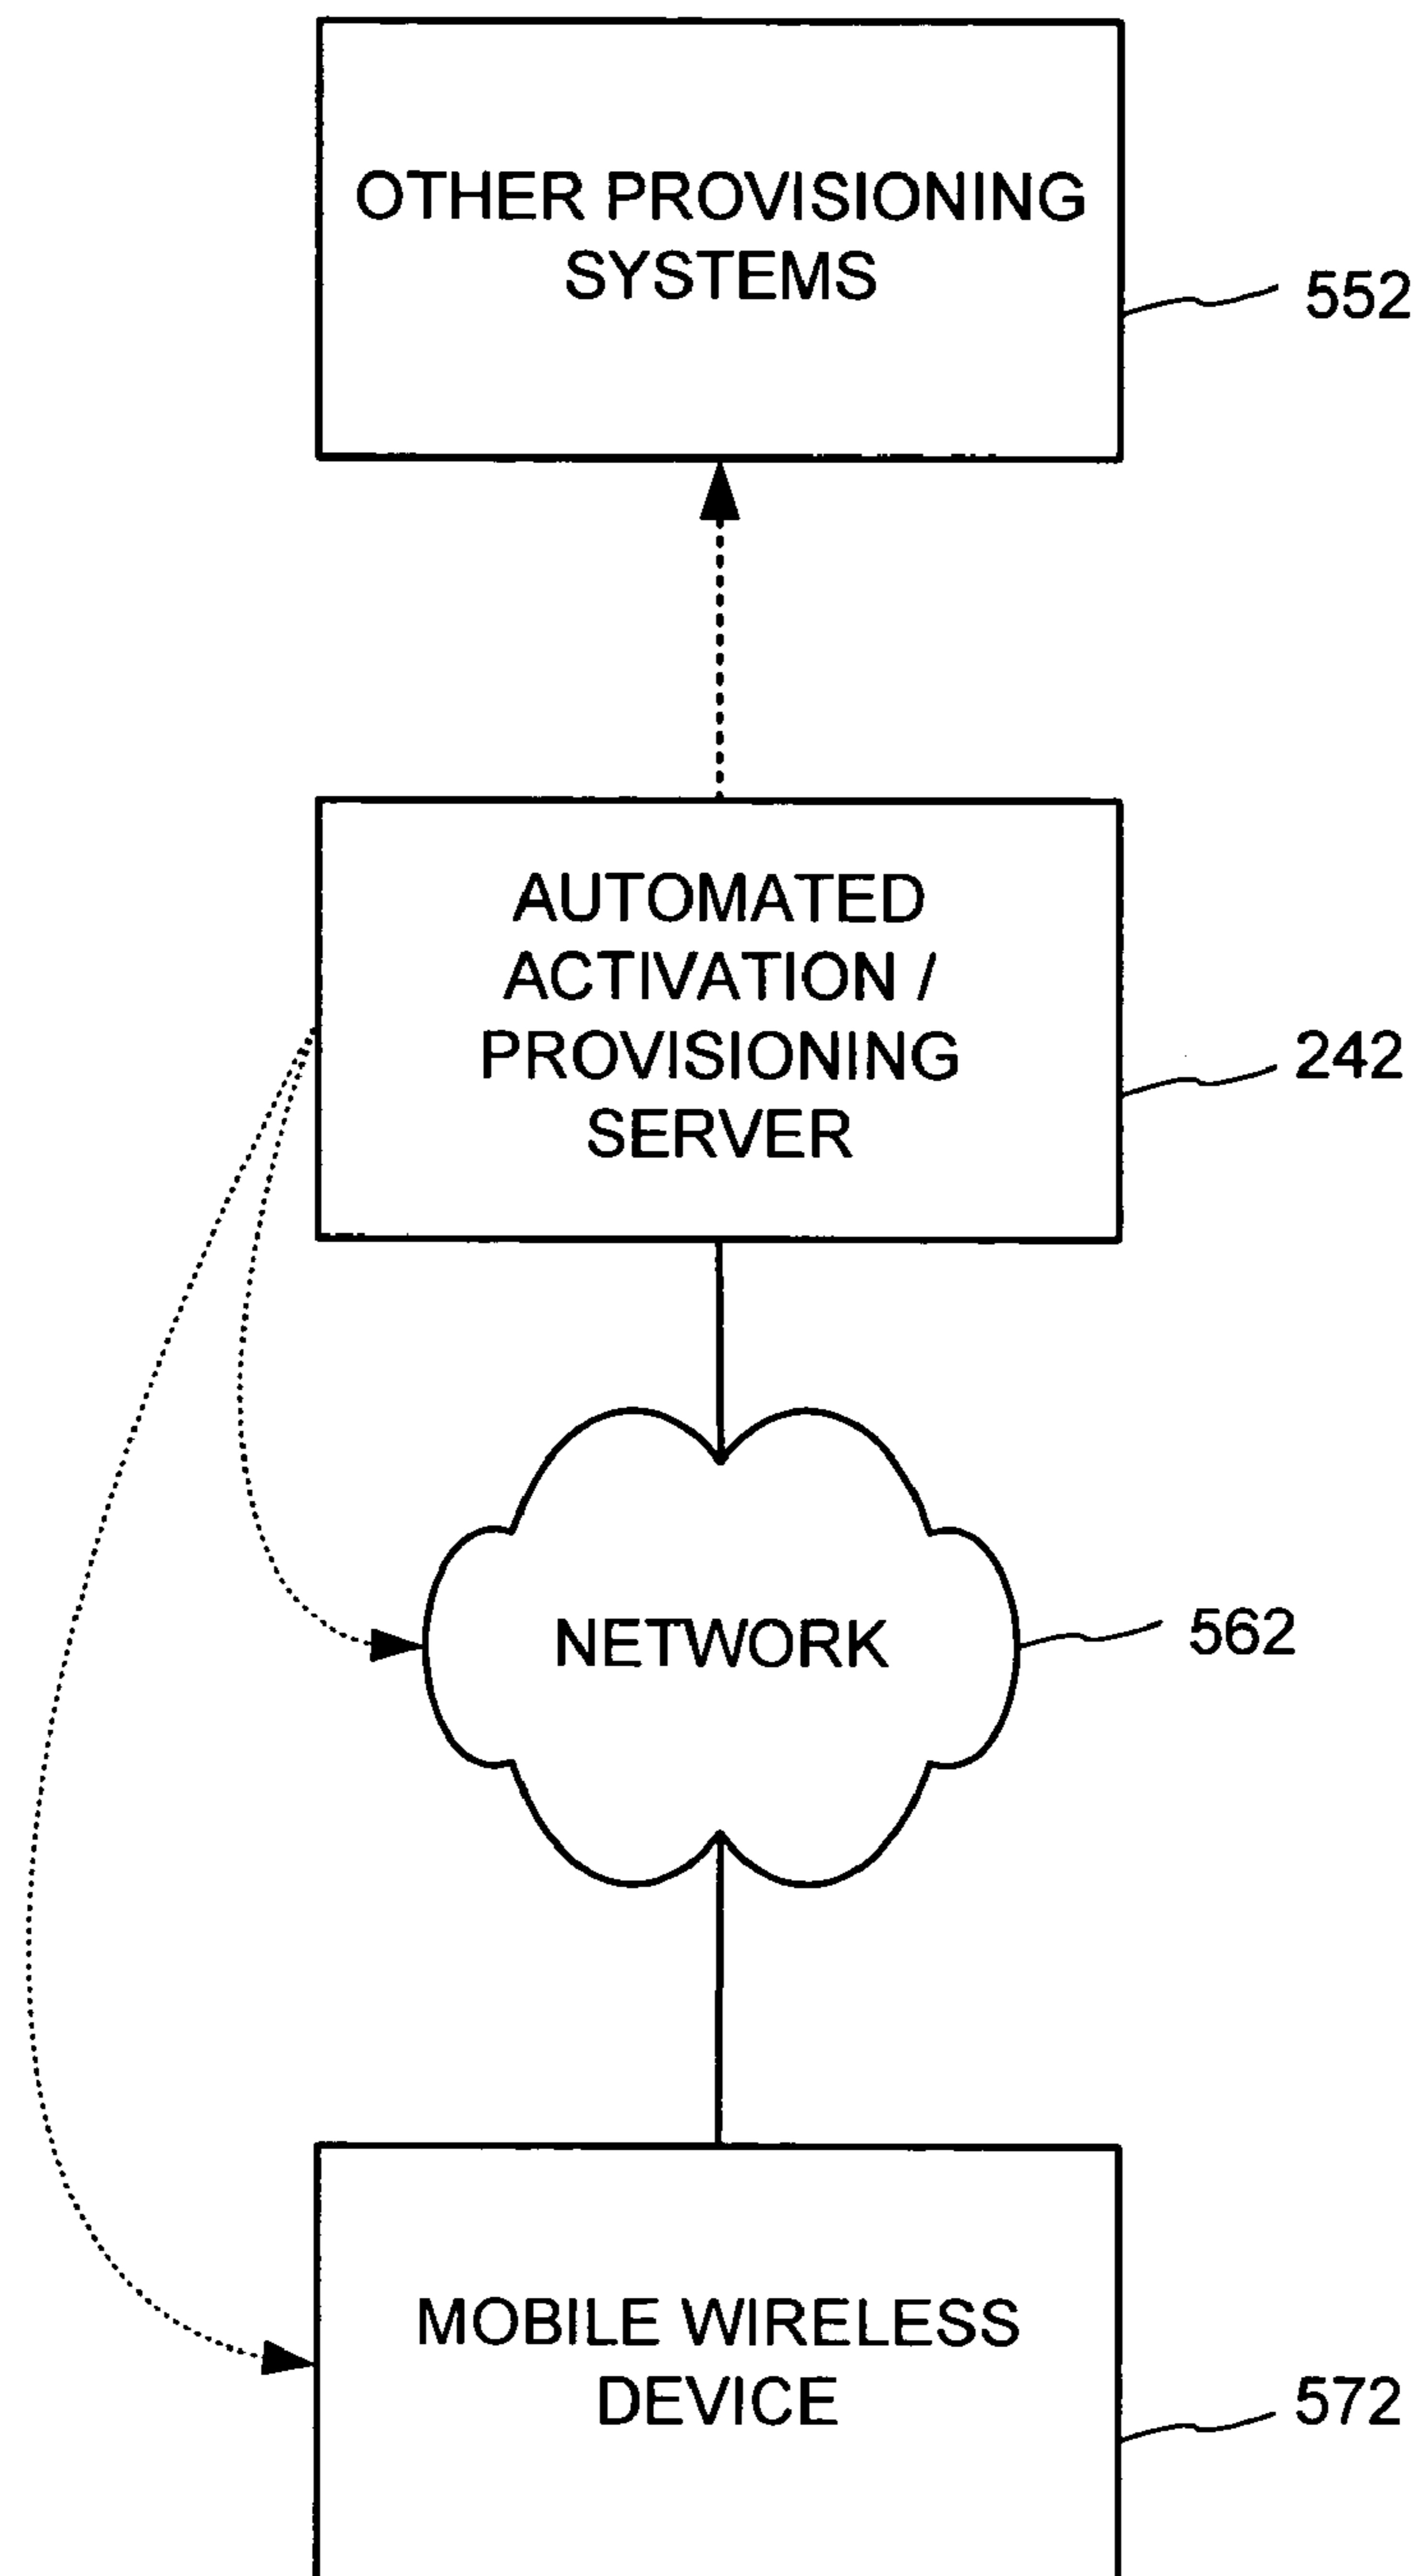 OTHER PROVISIONING
SYSTEMS
552
AUTOMATED
ACTIVATION /
PROVISIONING
SERVER
242
NETWORK
562
MOBILE WIRELESS
DEVICE
572